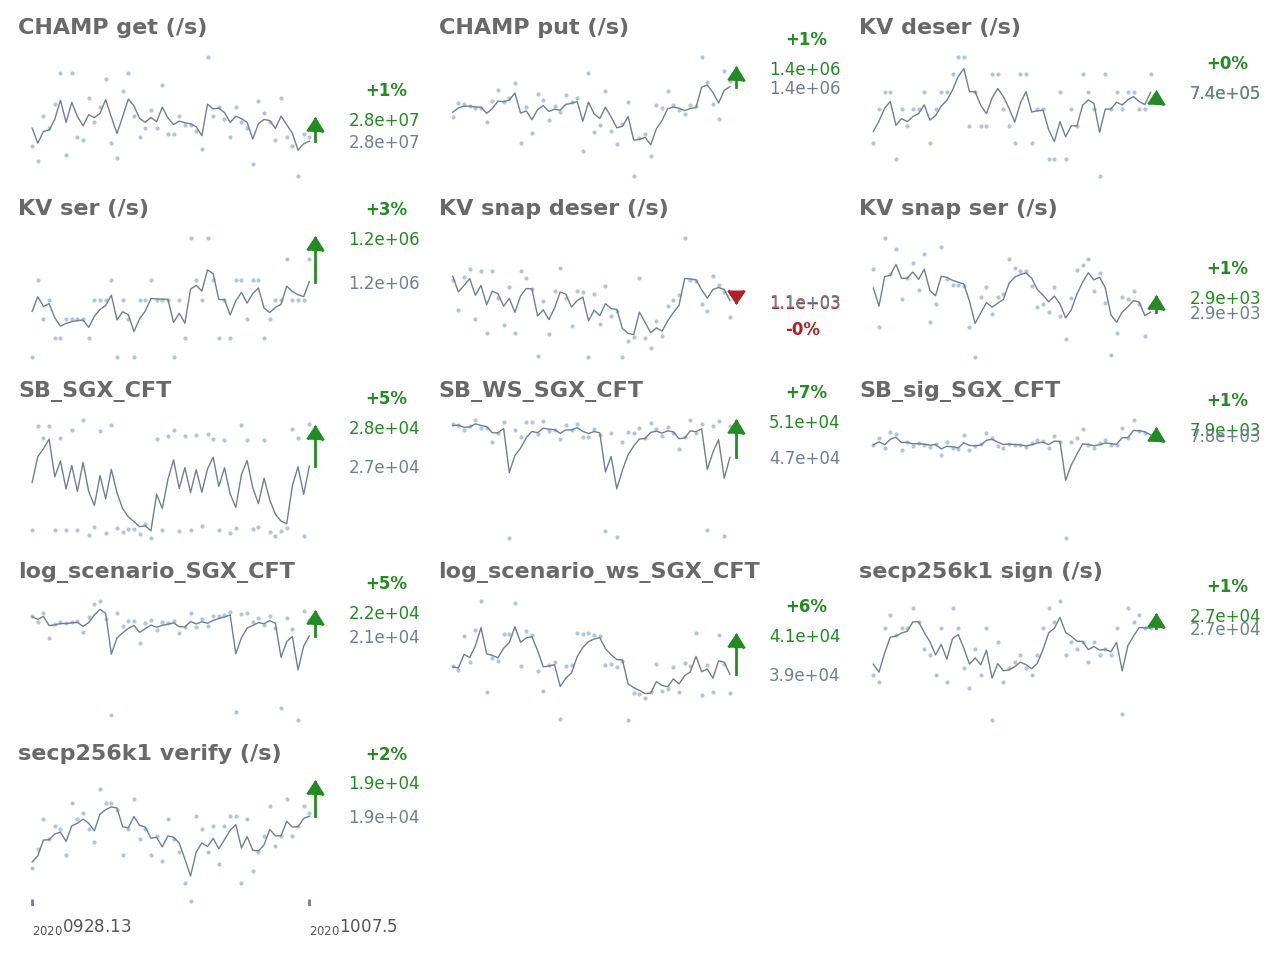 CHAMP get (/s)
+1%
2.8e+07
2.8e+07
CHAMP put (/s)
+1%
1.4e+06
1.4e+06
KV deser (/s)
+0%
7.4e+05
KV ser (/s)
+3%
1.2e+06
1.2e+06
KV snap deser (/s)
1.1e+03
-0%
KV snap ser (/s)
+1%
2.9e+03
2.9e+03
SB_SGX_CFT
+5%
2.8e+04
2.7e+04
SB_WS_SGX_CFT
+7%
5.1e+04
4.7e+04
SB_sig_SGX_CFT
+1%
7.9e+03
7.8e+03
log_scenario_SGX_CFT
+5%
2.2e+04
2.1e+04
log_scenario_ws_SGX_CFT
+6%
4.1e+04
3.9e+04
secp256k1 sign (/s)
+1%
2.7e+04
2.7e+04
secp256k1 verify (/s)
+2%
1.9e+04
1.9e+04
20200928.13
20201007.5